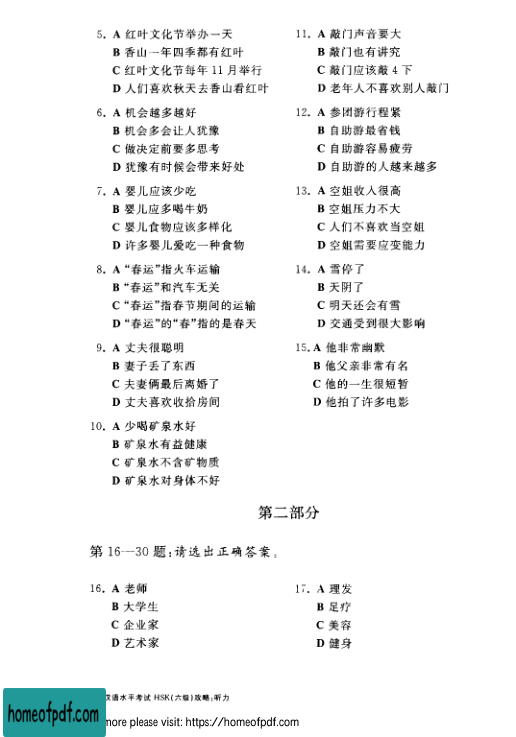 5. A 红叶文化节举办一天
B 香山一年四季都有红叶
C 红叶文化节每年 11 月举行
D 人们喜欢秋天去香山看红叶
6. A 机会越多越好
B 机会多会让人犹豫
C 做决定前要多思考
D 犹豫有时候会带来好处
7. A 婴儿应该少吃
B 婴儿应多喝牛奶
C 婴儿食物应该多样化
D 许多婴儿爱吃一种食物
8. A “春运”指火车运输
B “春运”和汽车无关
C “春运”指春节期间的运输
D “春运”的“春”指的是春天
9. A 丈夫很聪明
B 妻子丢了东西
C 夫妻俩最后离婚了
D 丈夫喜欢收拾房间
10. A 少喝矿泉水好
B 矿泉水有益健康
C 矿泉水不含矿物质
D 矿泉水对身体不好
11. A 敲门声音要大
B 敲门也有讲究
C 敲门应该敲 4 下
D 老年人不喜欢别人敲门
12. A 参团游行程紧
B 自助游最省钱
C 自助游容易疲劳
D 自助游的人越来越多
13. A 空姐收入很高
B 空姐压力不大
C 人们不喜欢当空姐
D 空姐需要应变能力
14. A 雪停了
B 天阴了
C 明天还会有雪
D 交通受到很大影响
15. A 他非常幽默
B 他父亲非常有名
C 他的一生很短暂
D 他拍了许多电影
第二部分
第 16—30 题:请选出正确答案。
16. A 老师
B 大学生
C 企业家
D 艺术家
17. A 理发
B 足疗
C 美容
D 健身
汉语水平考试 HSK(六级)攻略:听力
homeofpdf.com
more please visit: https://homeofpdf.com